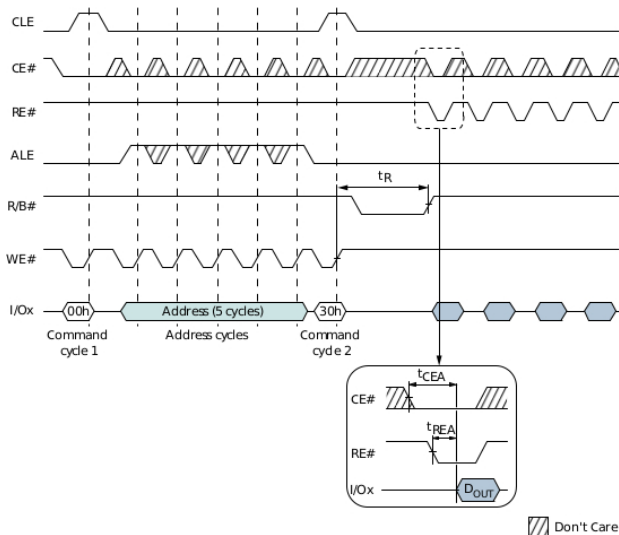 CLE
CE#
RE#
ALE
tR
R/B#
WE#
I/Ox 00h Address (5 cycles) 30h
Command cycle 1
Address cycles
Command cycle 2
tCEA
CE#
tREA
RE#
I/Ox DOUT
Don't Care